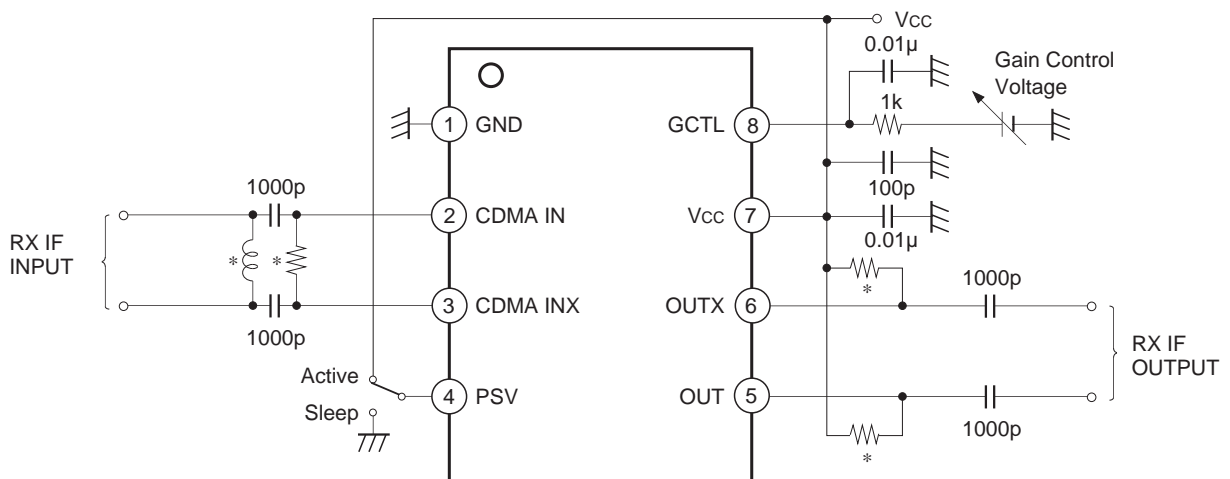 VCC
0.01µ
Gain Control
Voltage
1k
1 GND
GCTL 8
1000p
100p
2 CDMA IN
VCC 7
0.01µ
RX IF
INPUT
*
*
*
3 CDMA INX
OUTX 6
1000p
1000p
RX IF
OUTPUT
Active
4 PSV
OUT 5
Sleep
1000p
*